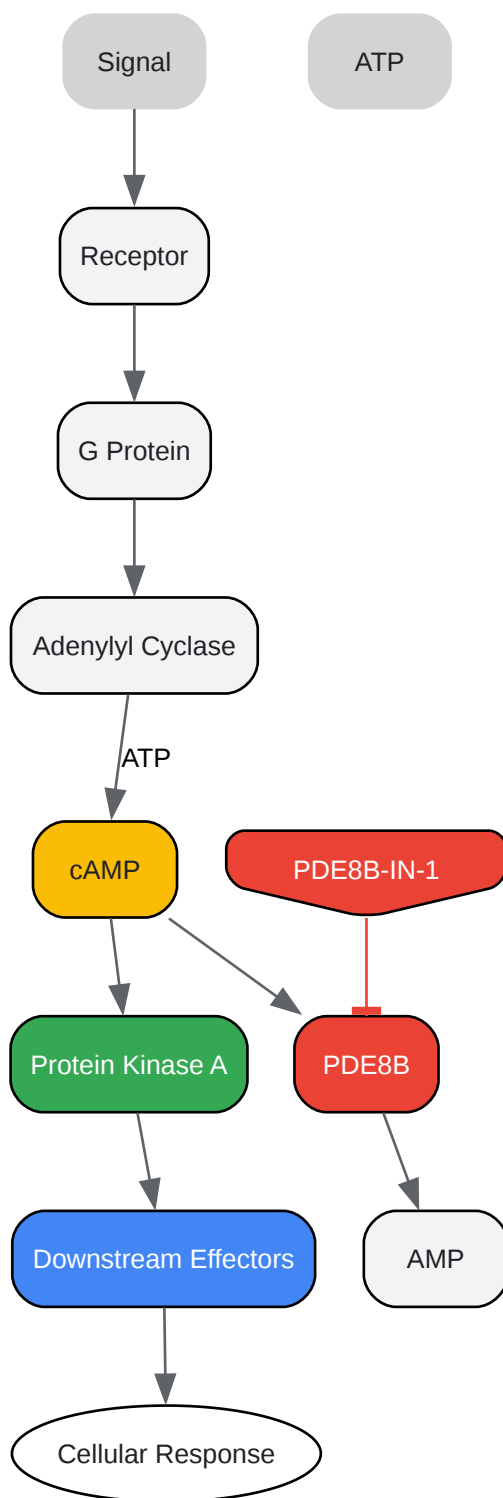 Signal
ATP
Receptor
G Protein
Adenylyl Cyclase
ATP
cAMP
PDE8B-IN-1
Protein Kinase A
PDE8B
Downstream Effectors
AMP
Cellular Response